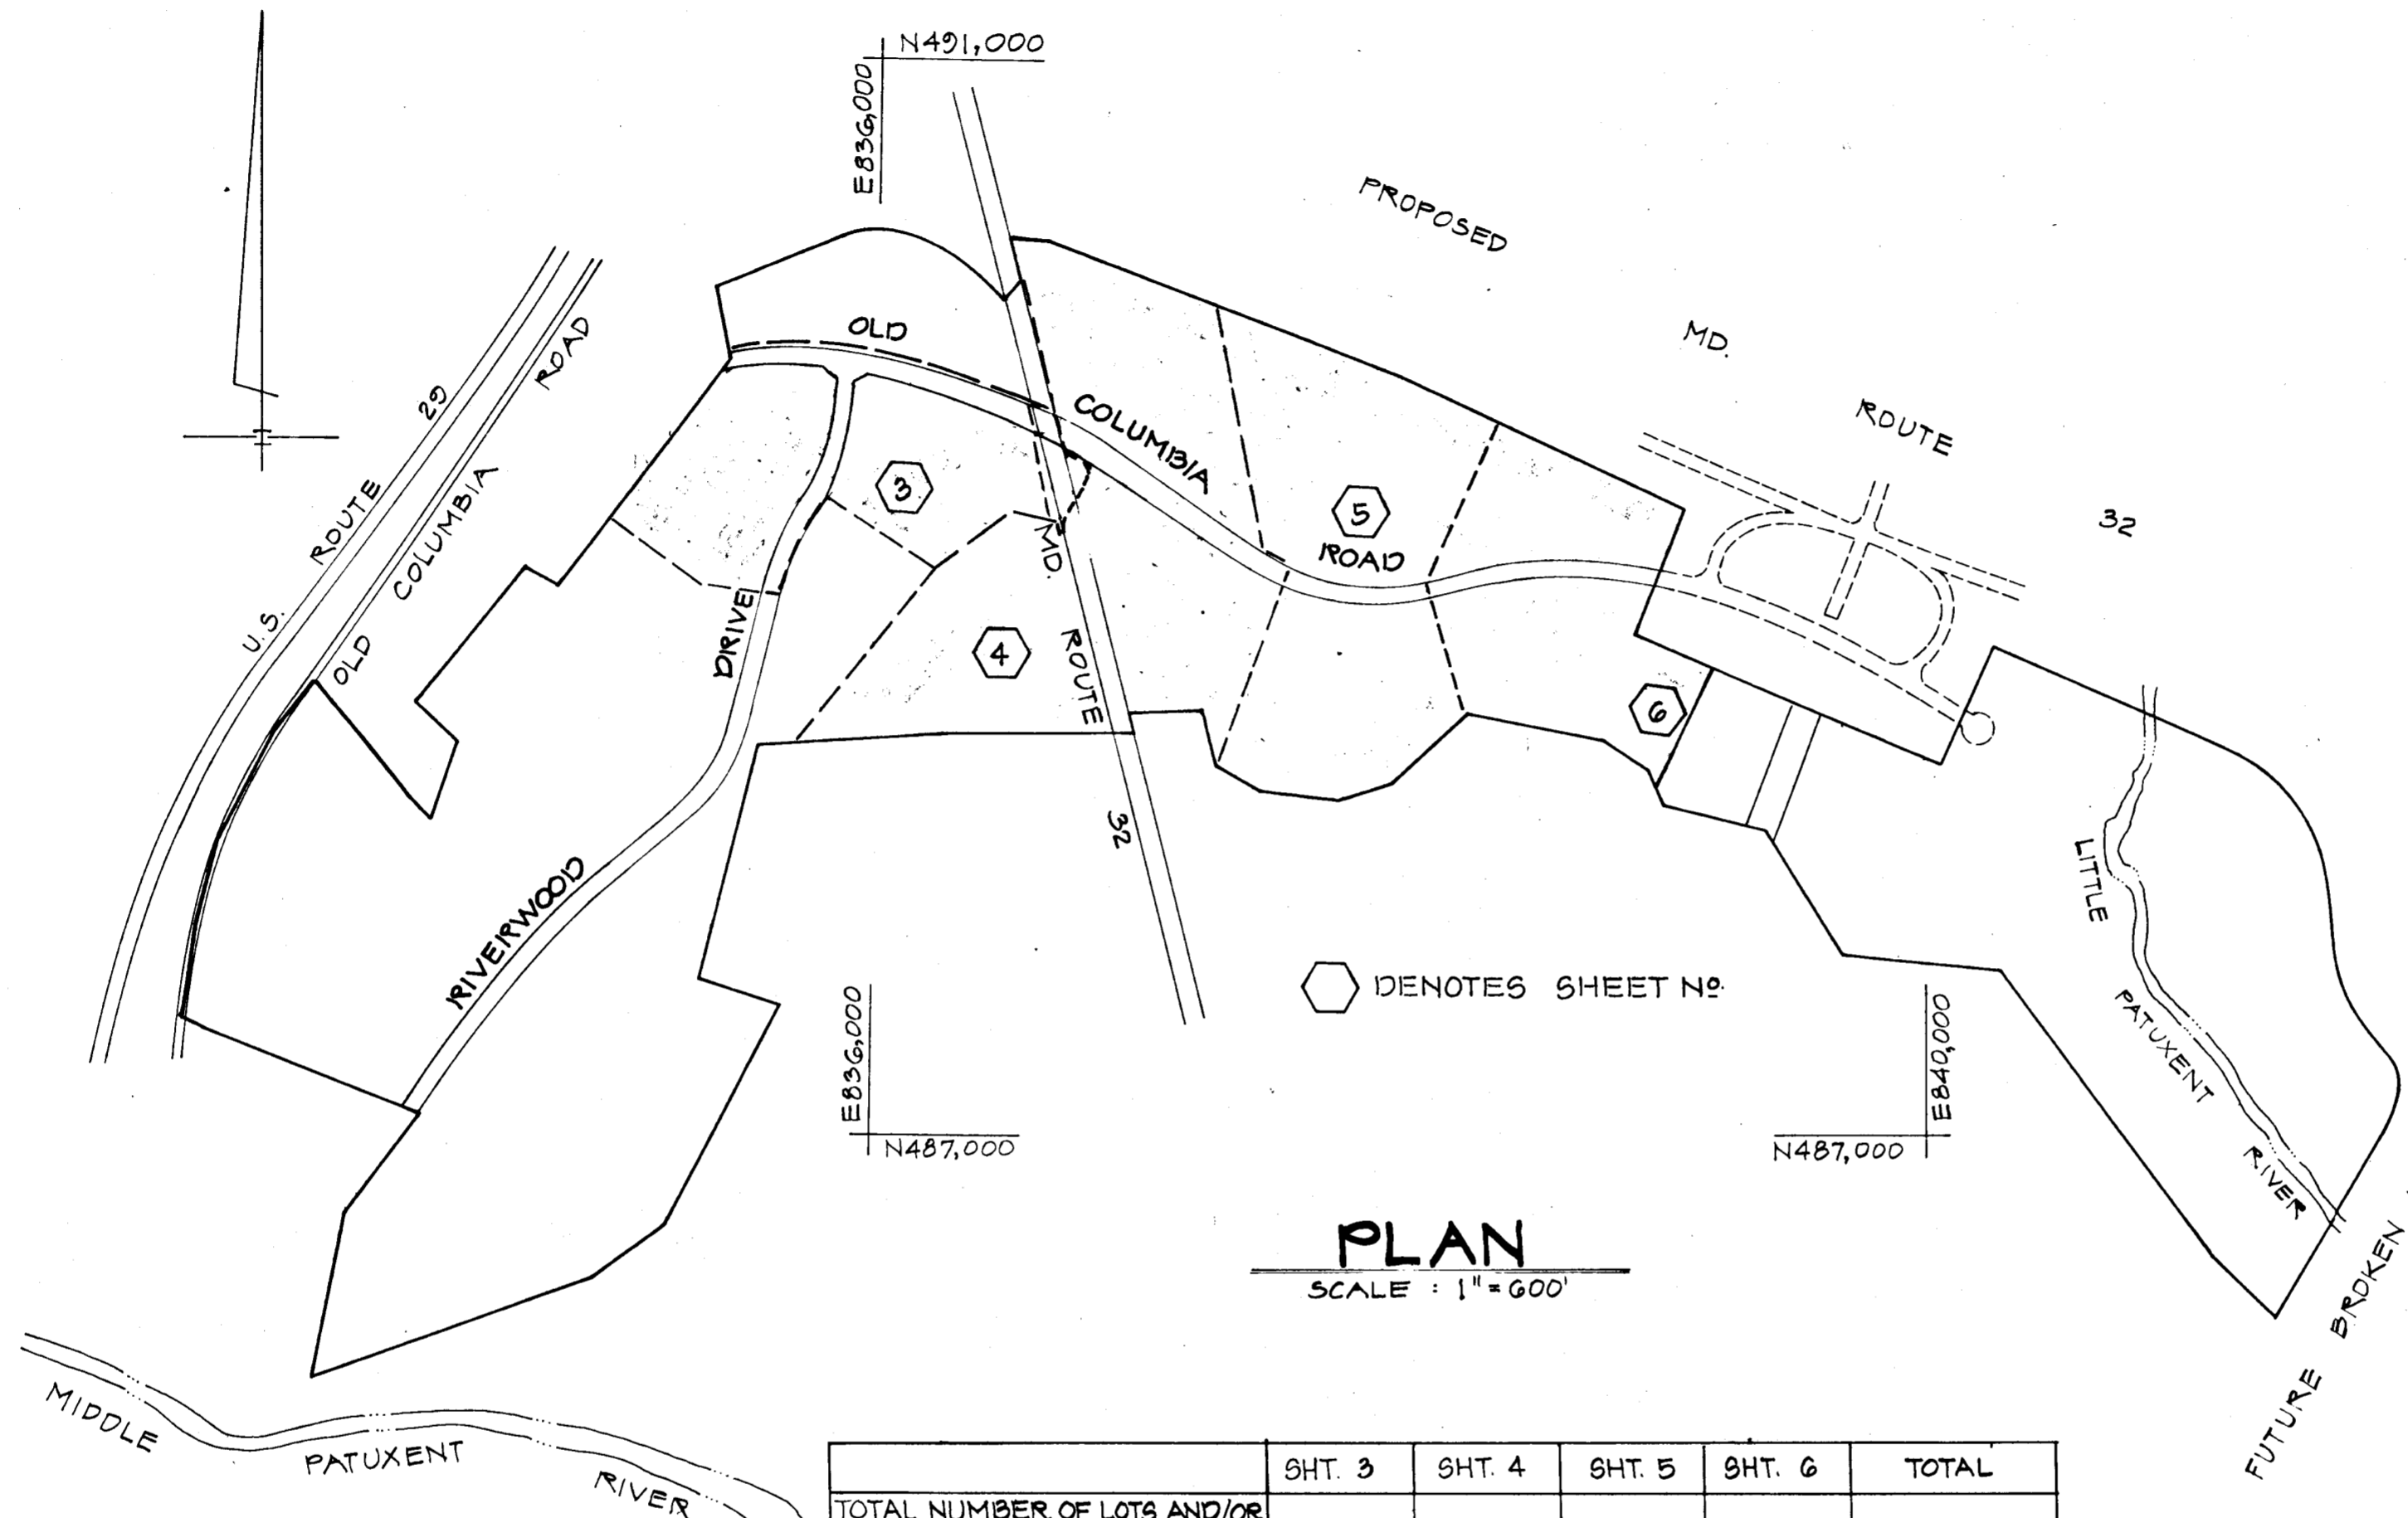 N491,000
E836,000
PROPOSED
MD.
ROUTE
32
U.S. ROUTE 29
OLD COLUMBIA ROAD
OLD
COLUMBIA
ROAD
3
4
5
6
MD.
ROUTE
32
RIVERWOOD
DRIVE
LITTLE
PATUXENT
RIVER
DENOTES SHEET Nº.
E836,000
N487,000
E840,000
N487,000
PLAN
SCALE : 1" = 600'
FUTURE BROKEN
MIDDLE
PATUXENT
RIVER
SHT. 3 SHT. 4 SHT. 5 SHT. 6 TOTAL
TOTAL NUMBER OF LOTS AND/OR